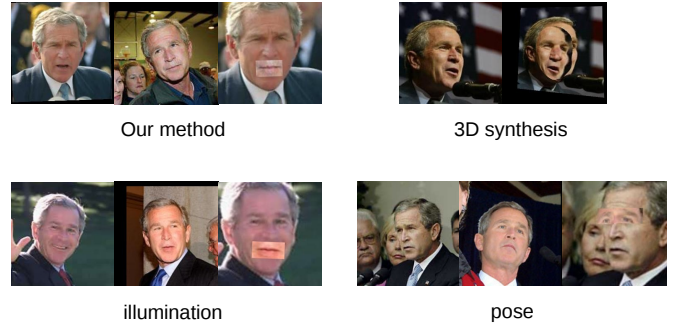 Our method
3D synthesis
illumination
pose